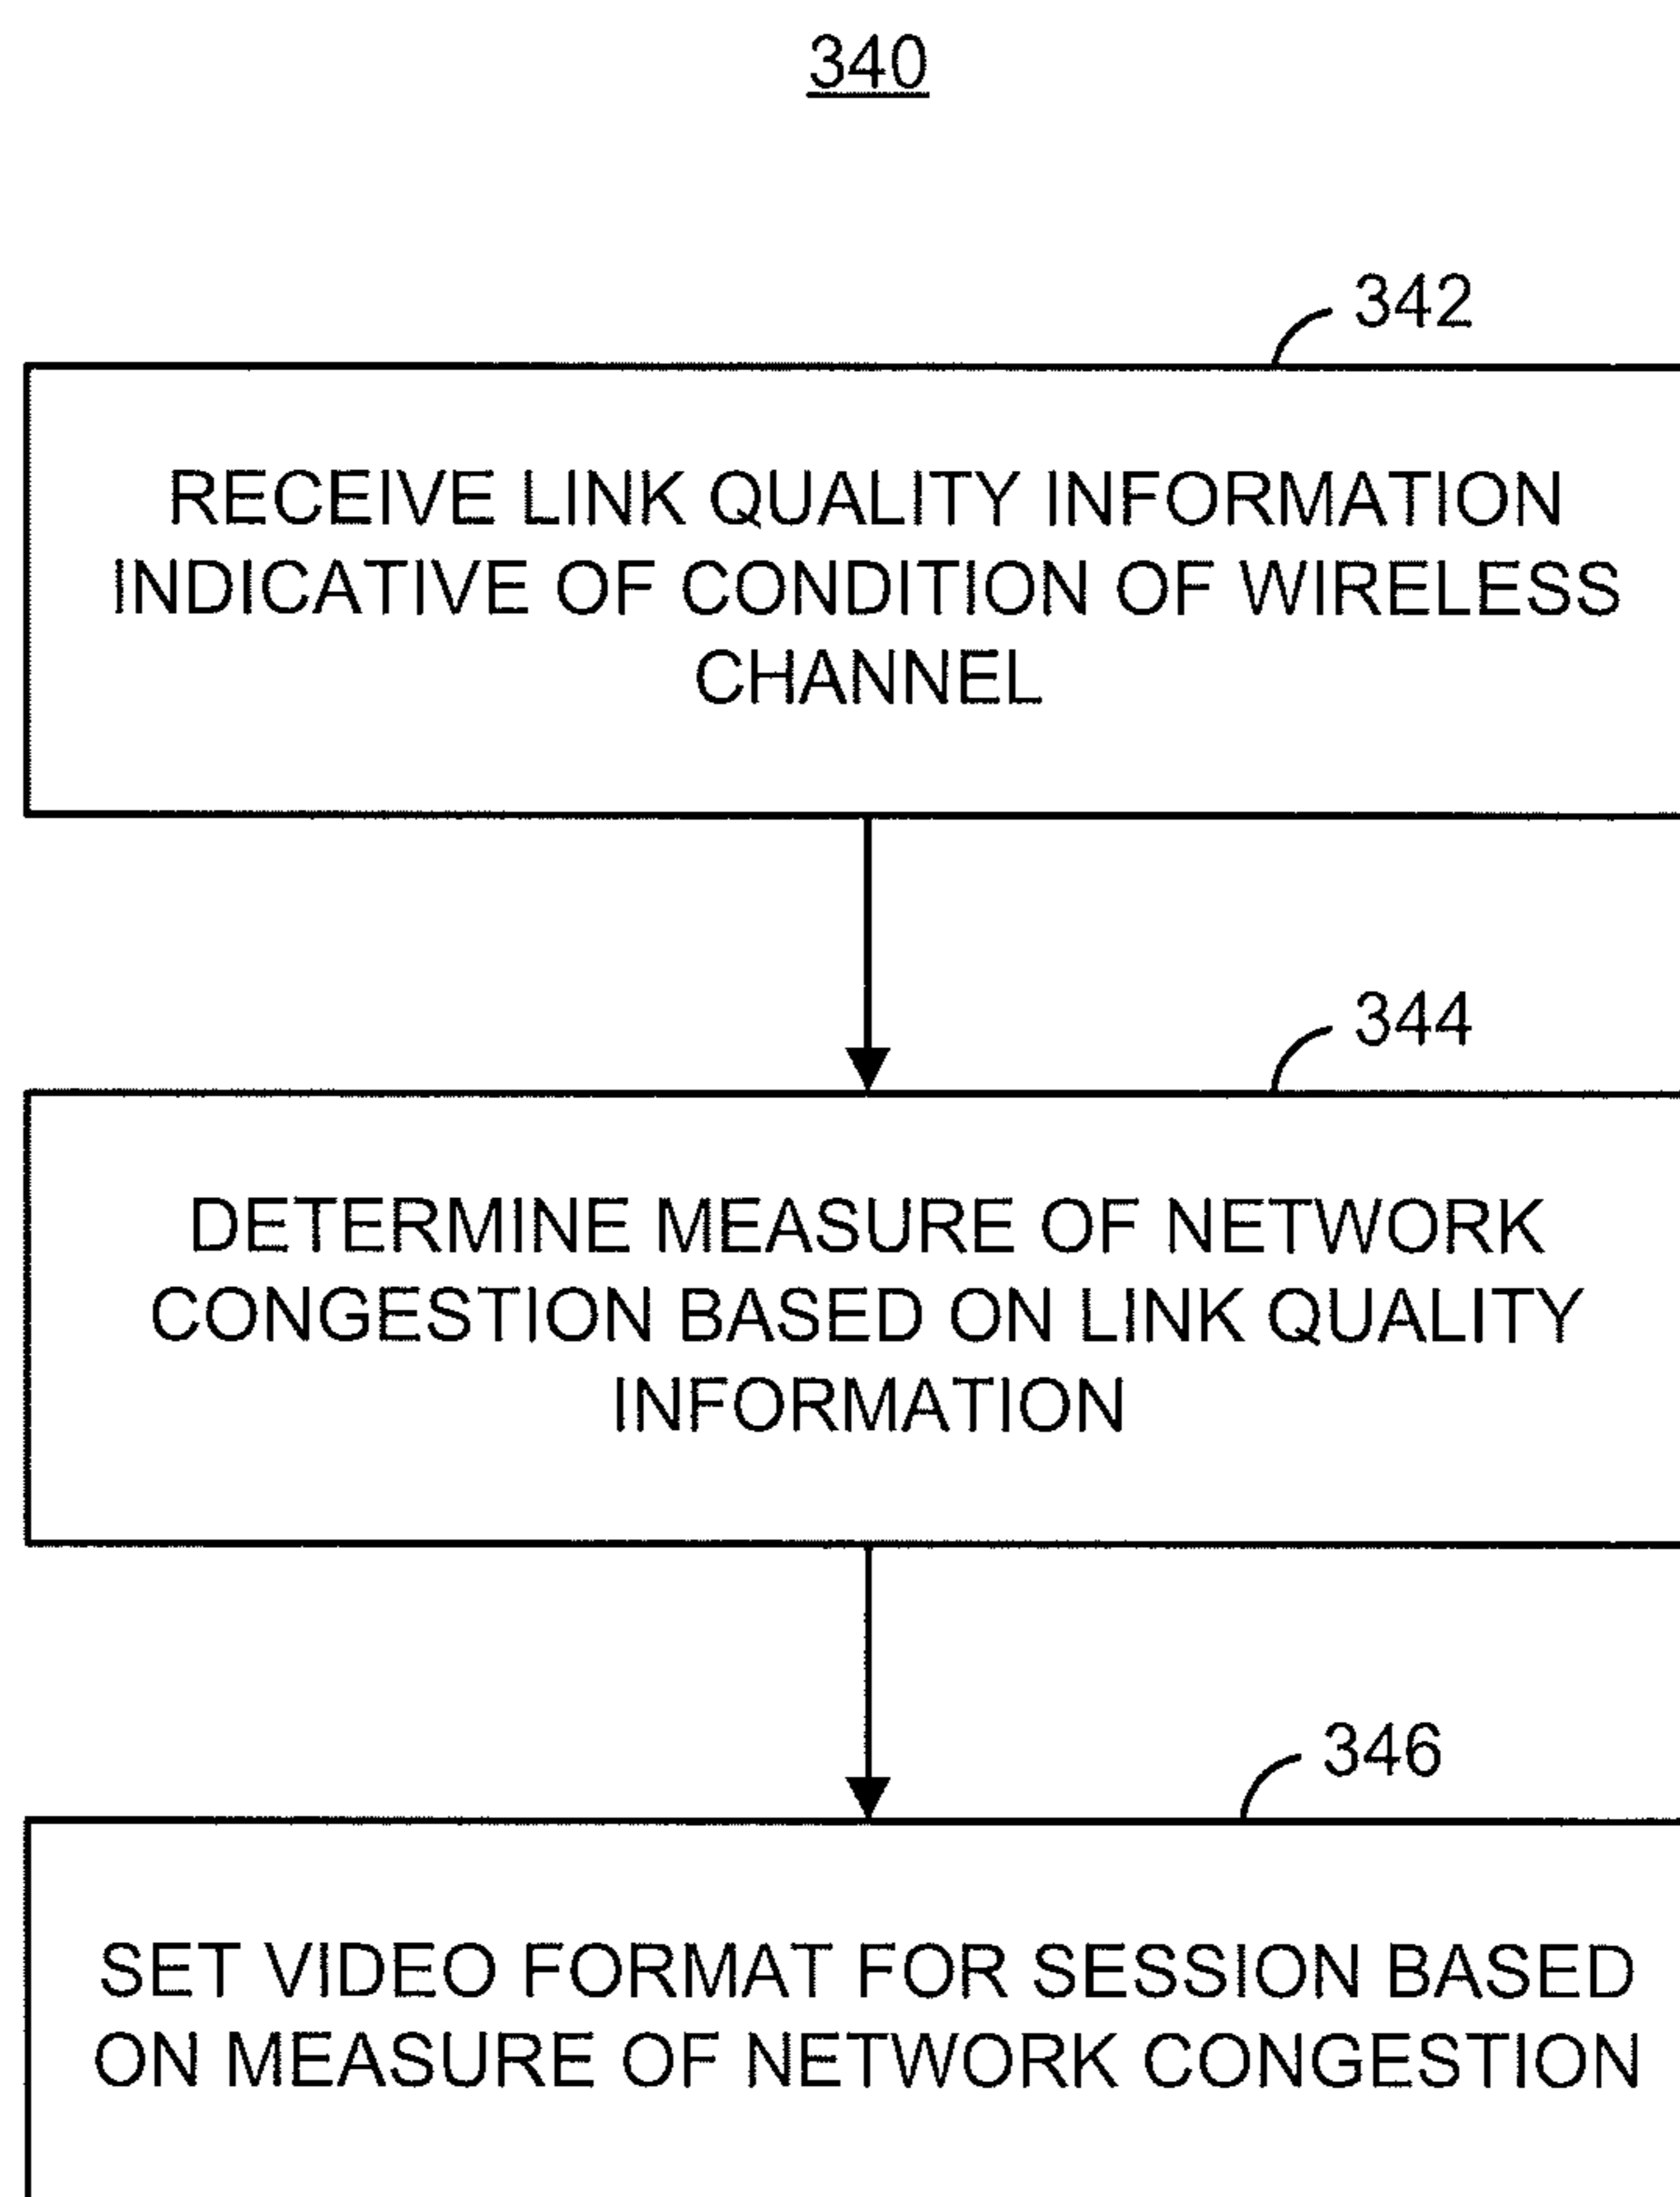 340
342
RECEIVE LINK QUALITY INFORMATION
INDICATIVE OF CONDITION OF WIRELESS
CHANNEL
344
DETERMINE MEASURE OF NETWORK
CONGESTION BASED ON LINK QUALITY
INFORMATION
346
SET VIDEO FORMAT FOR SESSION BASED
ON MEASURE OF NETWORK CONGESTION